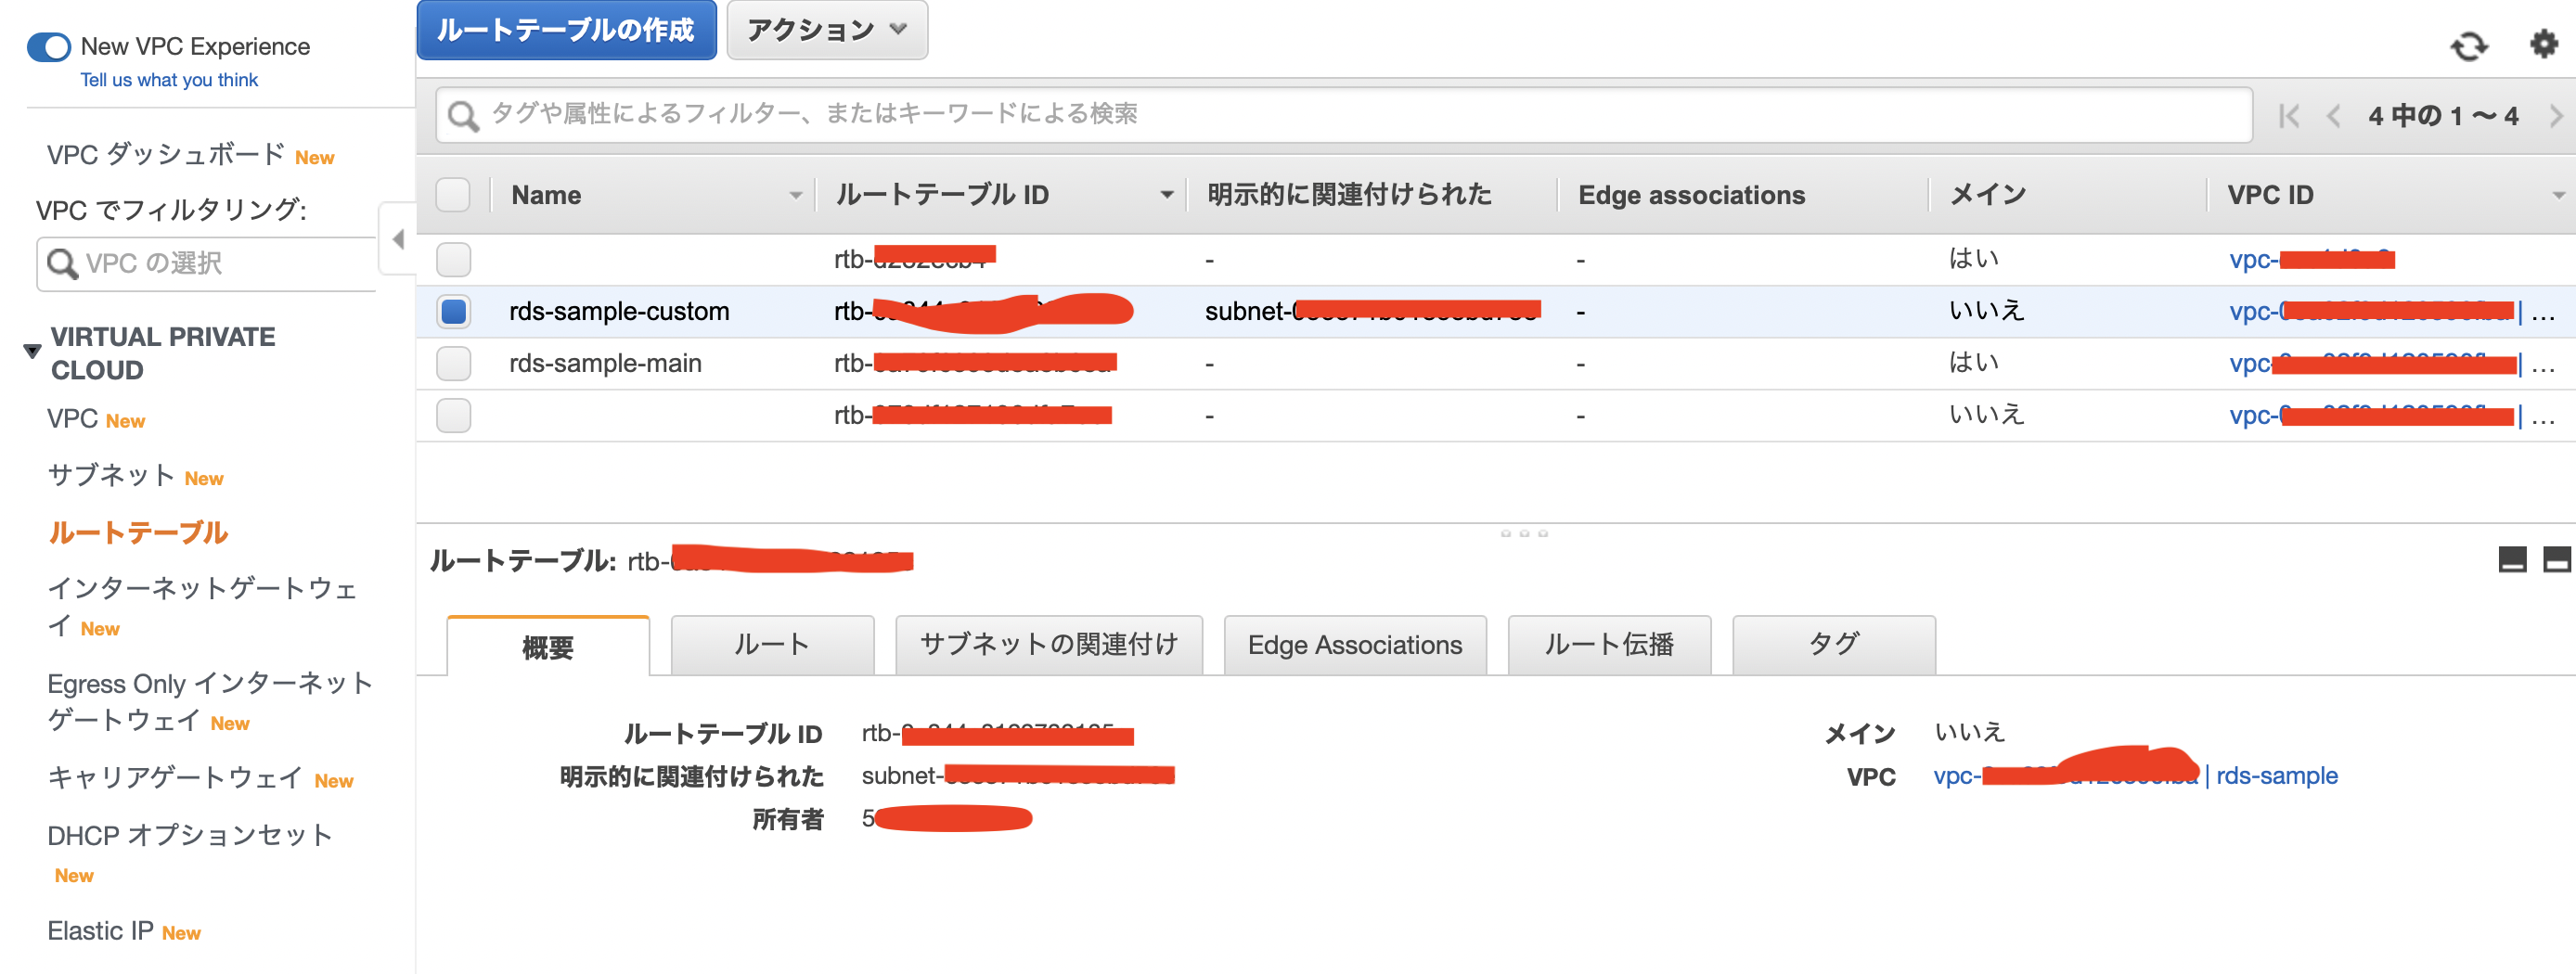 New VPC Experience
Tell us what you think
VPC ダッシュボード New
VPC でフィルタリング:
VPC の選択
VIRTUAL PRIVATE
CLOUD
VPC New
サブネット New
ルートテーブル
インターネットゲートウェ
イ New
Egress Only インターネット
ゲートウェイ New
キャリアゲートウェイ New
DHCP オプションセット
New
Elastic IP New
ルートテーブルの作成 アクション
タグや属性によるフィルター、またはキーワードによる検索 4 中の 1 〜 4
Name ルートテーブル ID 明示的に関連付けられた Edge associations メイン VPC ID
rtb- - - はい vpc-
rds-sample-custom rtb- subnet- - いいえ vpc- | ...
rds-sample-main rtb- - - はい vpc- | ...
rtb- - - いいえ vpc- | ...
ルートテーブル: rtb-
概要 ルート サブネットの関連付け Edge Associations ルート伝播 タグ
ルートテーブル ID rtb- メイン いいえ
明示的に関連付けられた subnet- VPC vpc- | rds-sample
所有者 5